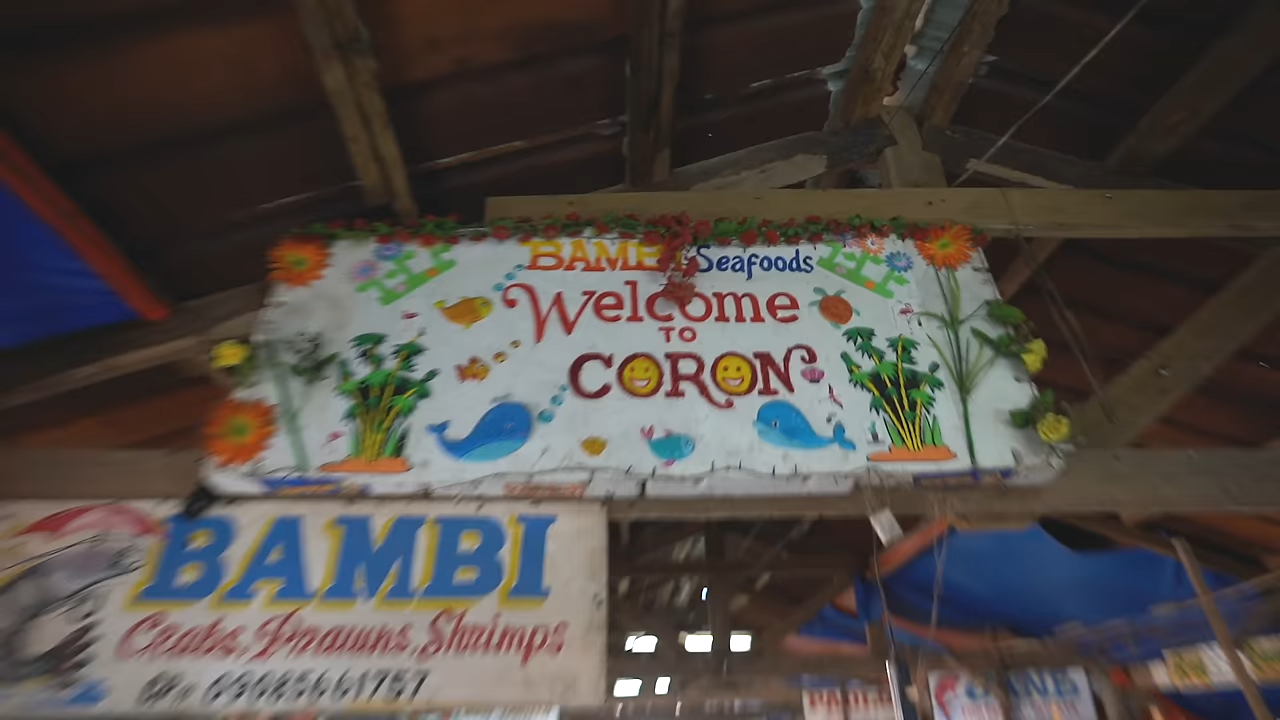 BAMBI Seafoods
Welcome
TO
CORON
BAMBI
Crabs, Prawns, Shrimps